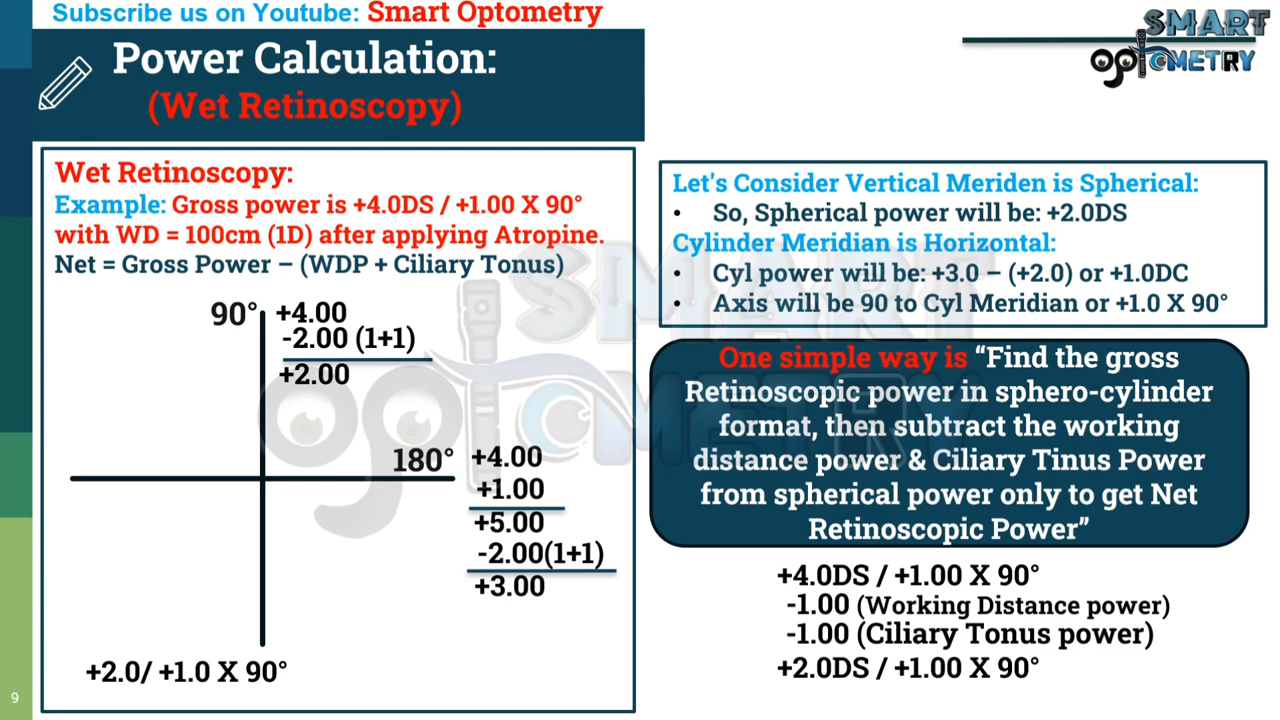 Subscribe us on Youtube: Smart Optometry
SMART
OptOMETRY
Power Calculation:
(Wet Retinoscopy)
Wet Retinoscopy:
Example: Gross power is +4.0DS / +1.00 X 90°
with WD = 100cm (1D) after applying Atropine.
Net = Gross Power – (WDP + Ciliary Tonus)
90°
+4.00
-2.00 (1+1)
+2.00
180°
+4.00
+1.00
+5.00
-2.00(1+1)
+3.00
+2.0/ +1.0 X 90°
Let's Consider Vertical Meriden is Spherical:
• So, Spherical power will be: +2.0DS
Cylinder Meridian is Horizontal:
• Cyl power will be: +3.0 – (+2.0) or +1.0DC
• Axis will be 90 to Cyl Meridian or +1.0 X 90°
One simple way is “Find the gross
Retinoscopic power in sphero-cylinder
format, then subtract the working
distance power & Ciliary Tinus Power
from spherical power only to get Net
Retinoscopic Power”
+4.0DS / +1.00 X 90°
-1.00 (Working Distance power)
-1.00 (Ciliary Tonus power)
+2.0DS / +1.00 X 90°
9
SMART
OptOMETRY